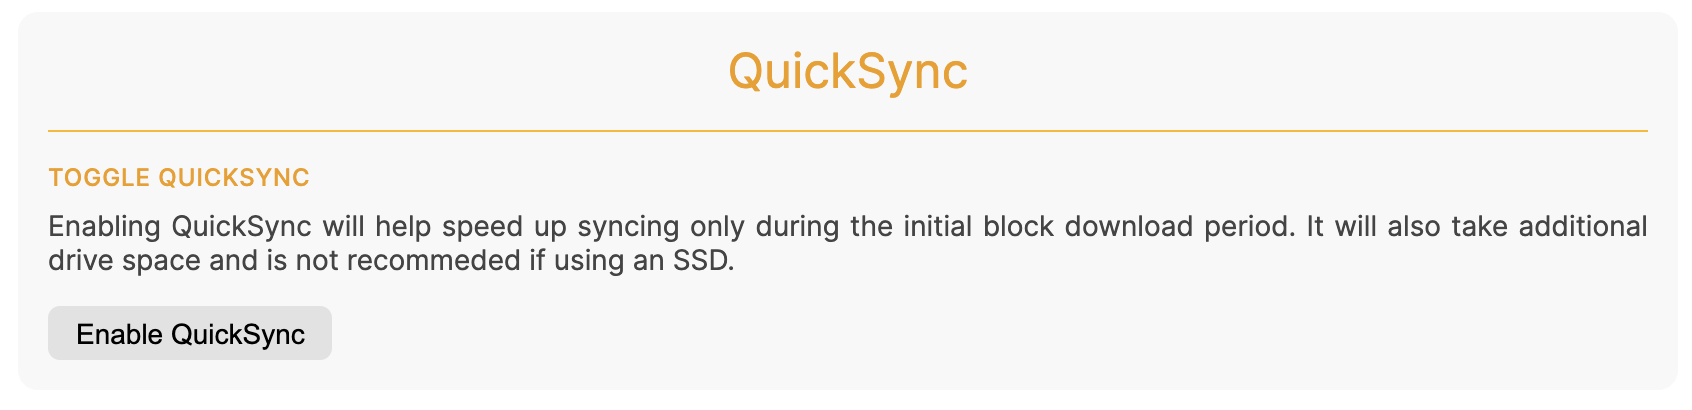 QuickSync
TOGGLE QUICKSYNC
Enabling QuickSync will help speed up syncing only during the initial block download period. It will also take additional
drive space and is not recommeded if using an SSD.
Enable QuickSync